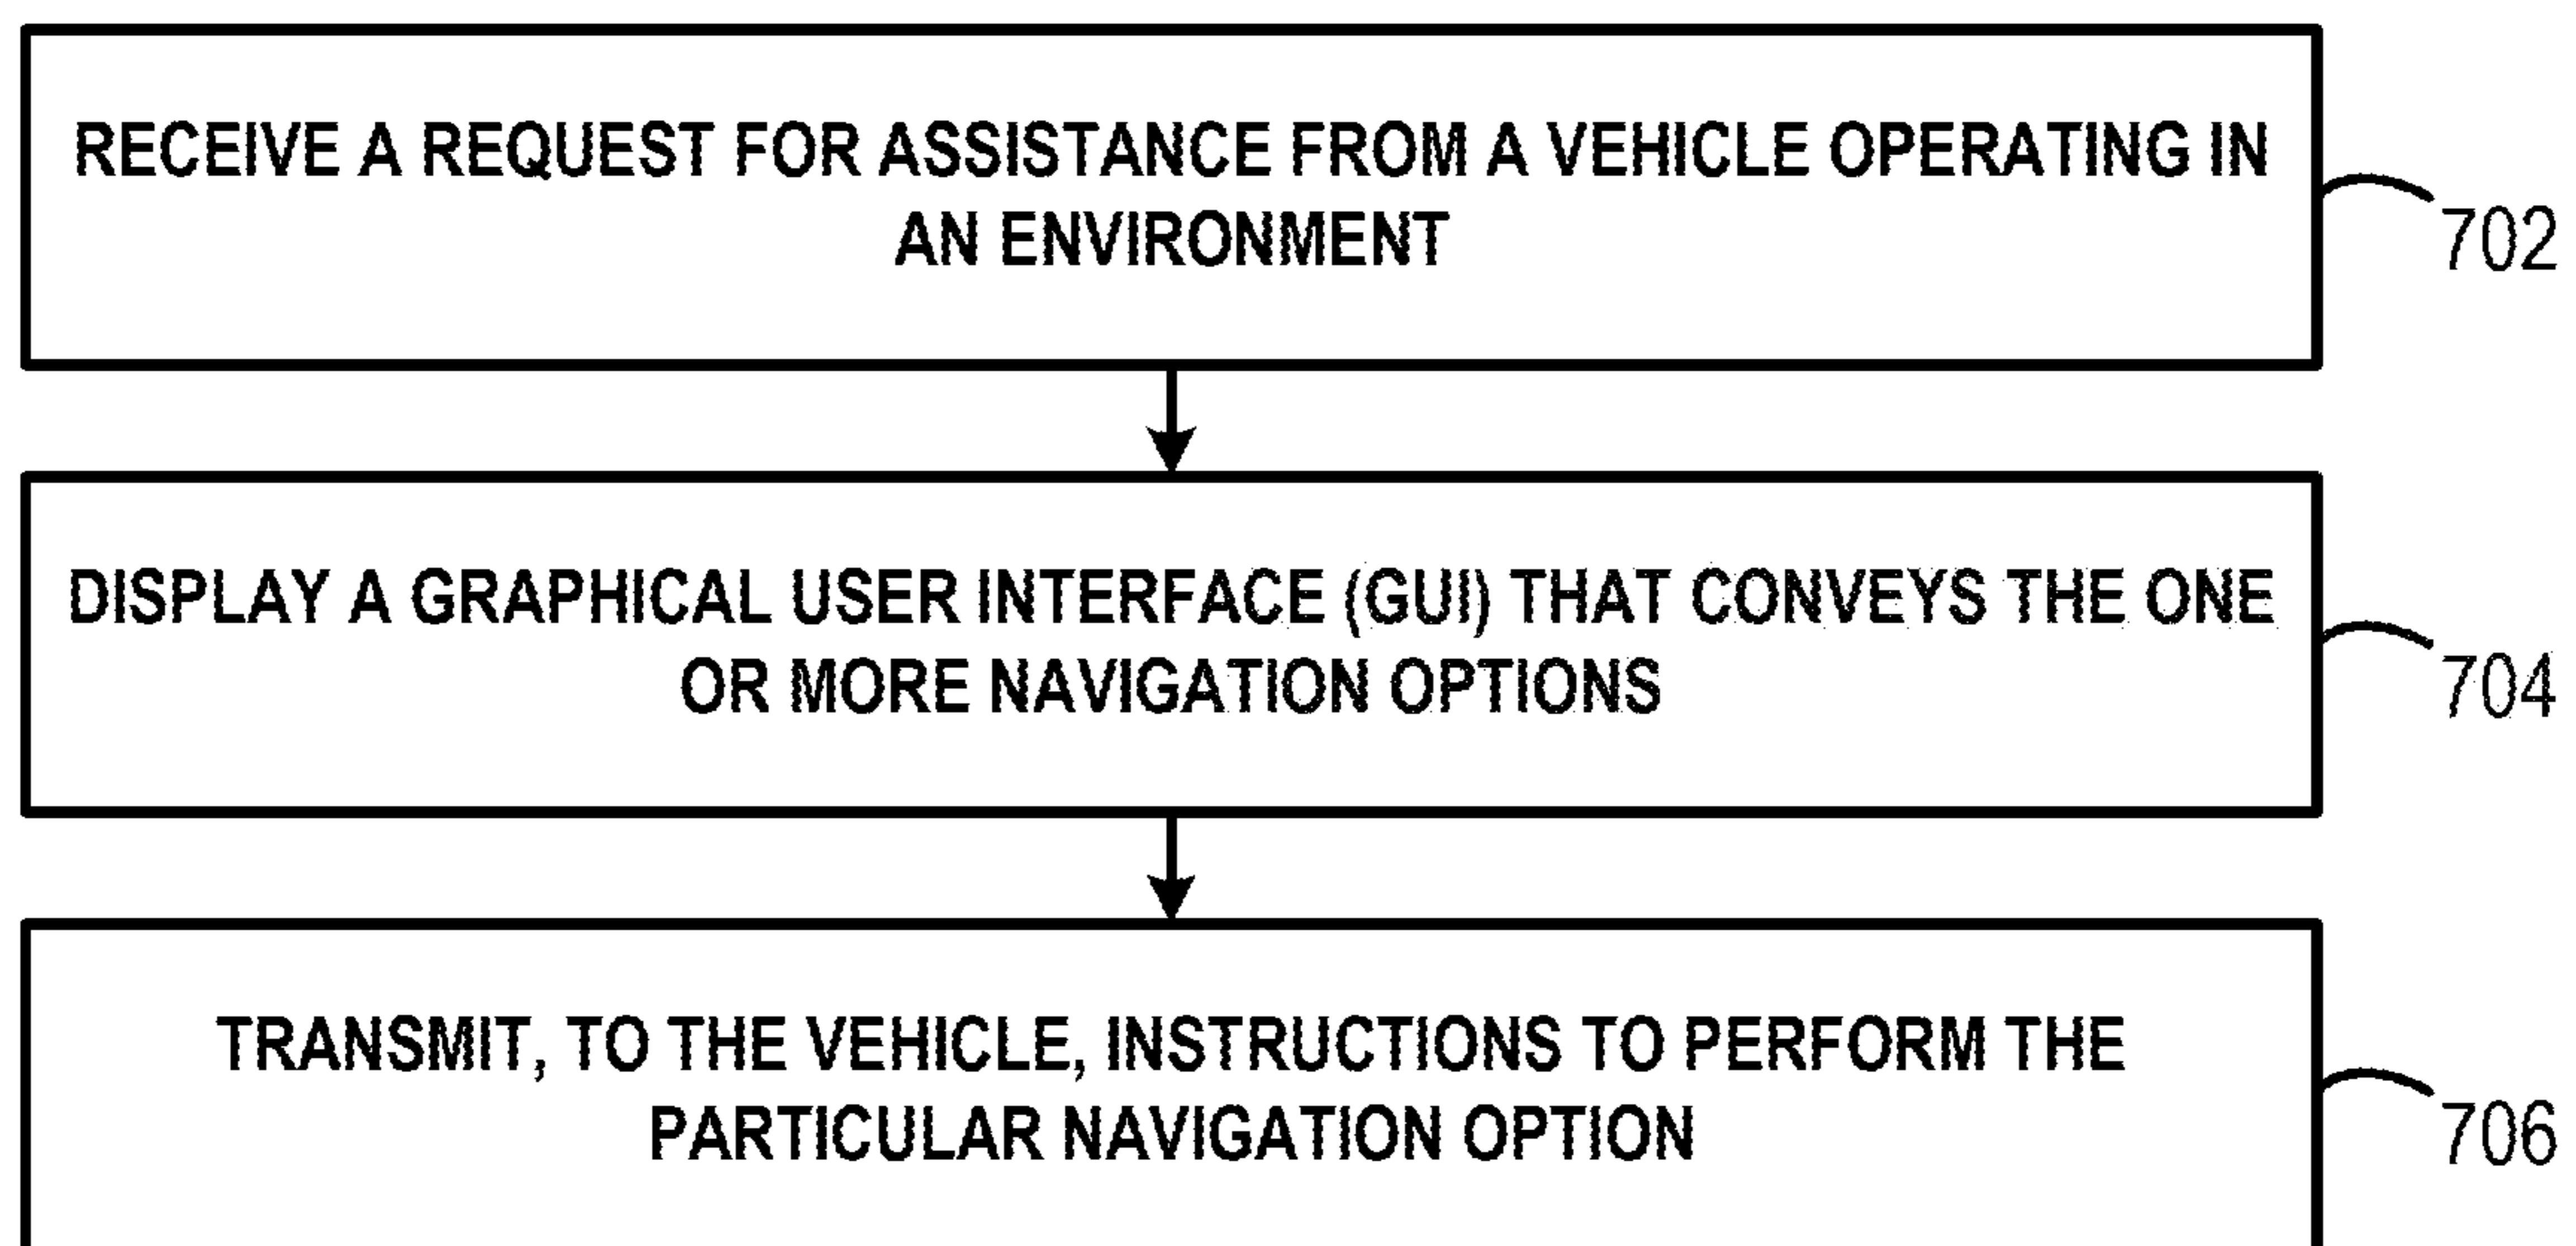 RECEIVE A REQUEST FOR ASSISTANCE FROM A VEHICLE OPERATING IN
AN ENVIRONMENT
702
DISPLAY A GRAPHICAL USER INTERFACE (GUI) THAT CONVEYS THE ONE
OR MORE NAVIGATION OPTIONS
704
TRANSMIT, TO THE VEHICLE, INSTRUCTIONS TO PERFORM THE
PARTICULAR NAVIGATION OPTION
706